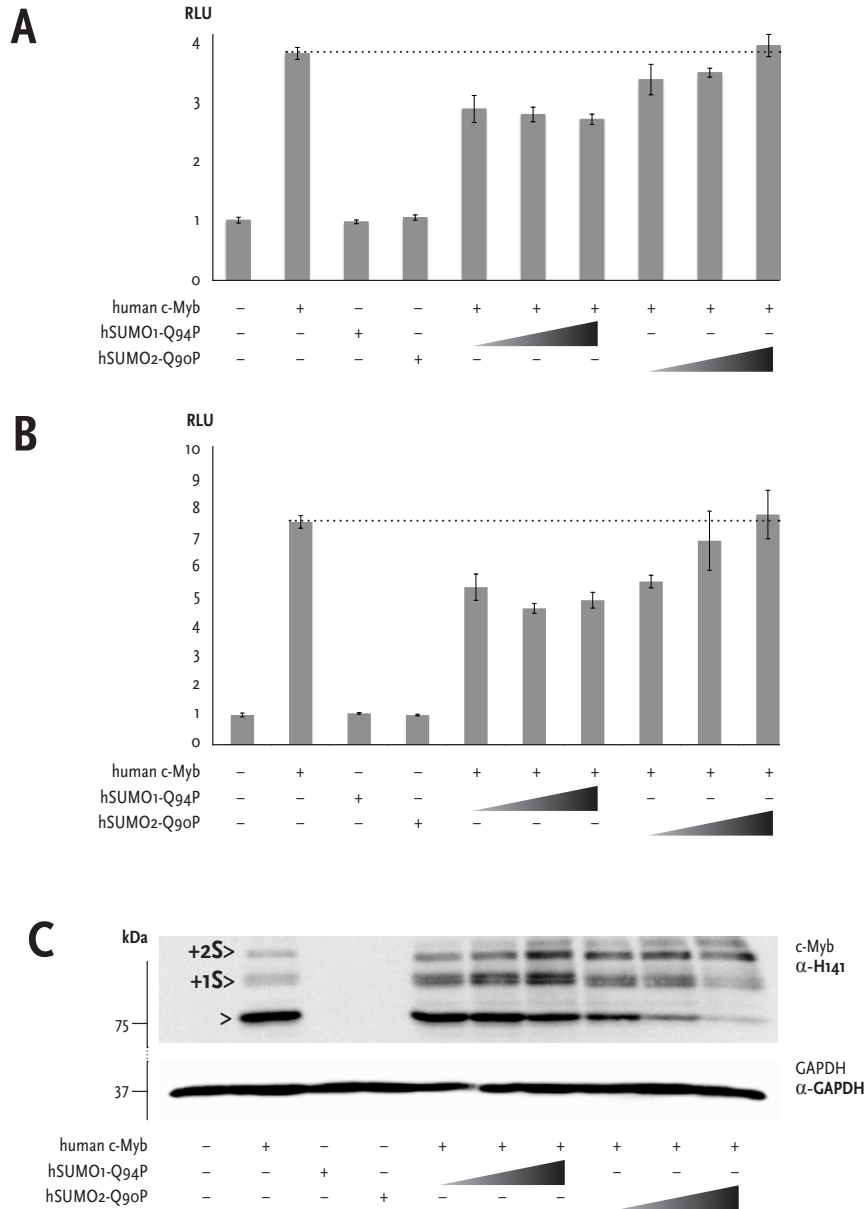 A
RLU
4
3
2
1
0
human c-Myb – + – – + + + + + +
hSUMO1-Q94P – – + – – – –
hSUMO2-Q90P – – – + – – –
B
RLU
10
9
8
7
6
5
4
3
2
1
0
human c-Myb – + – – + + + + + +
hSUMO1-Q94P – – + – – – –
hSUMO2-Q90P – – – + – – –
C
kDa
+2S>
+1S>
>
75
c-Myb
α-H141
37
GAPDH
α-GAPDH
human c-Myb – + – – + + + + + +
hSUMO1-Q94P – – + – – – –
hSUMO2-Q90P – – – + – – –